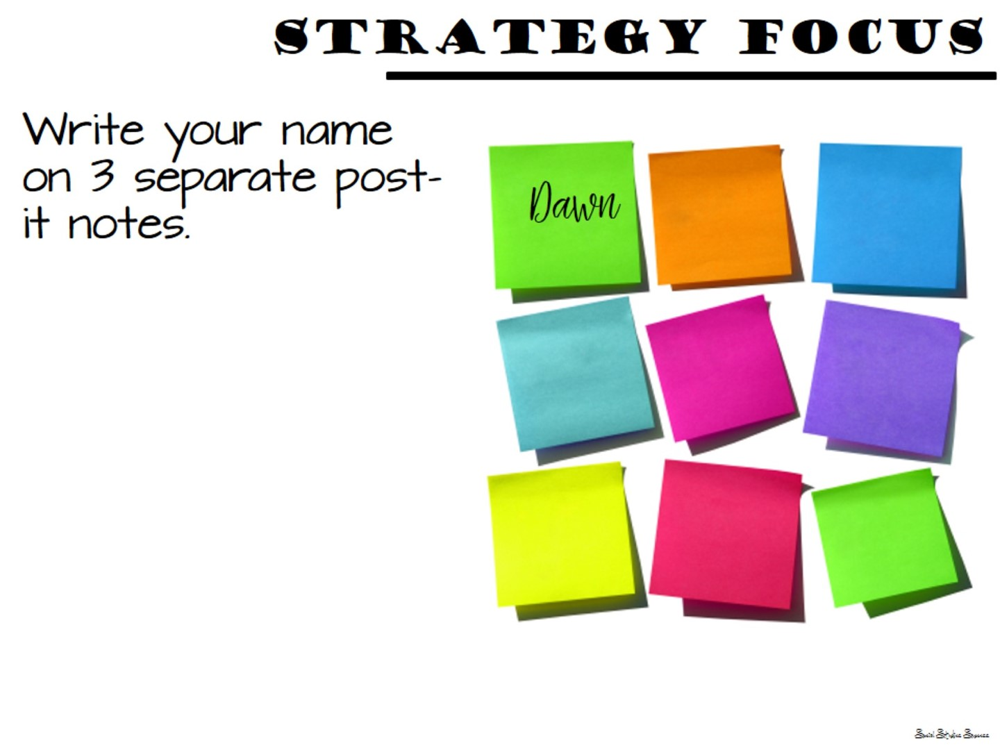 STRATEGY FOCUS
Write your name
on 3 separate post-
it notes.
Dawn